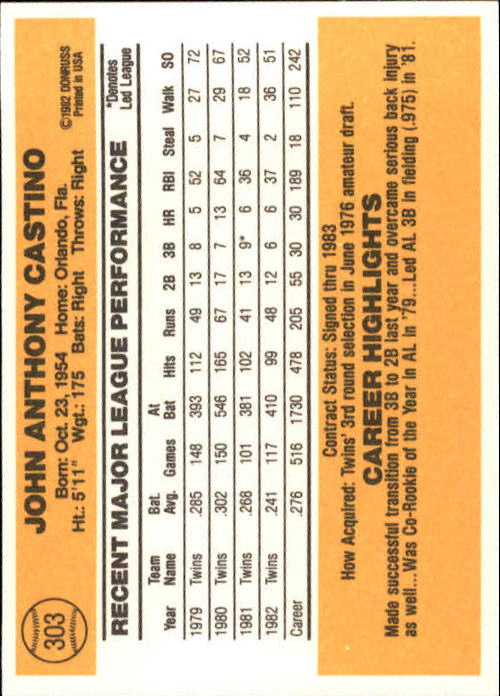 303
JOHN ANTHONY CASTINO
Born: Oct. 23, 1954 Home: Orlando, Fla.
Ht.: 5'11" Wgt.: 175 Bats: Right Throws: Right
©1982 DONRUSS
Printed in USA
RECENT MAJOR LEAGUE PERFORMANCE
*Denotes
Led League
Team Bat. At
Year Name Avg. Games Bat Hits Runs 2B 3B HR RBI Steal Walk SO
1979 Twins .285 148 393 112 49 13 8 5 52 5 27 72
1980 Twins .302 150 546 165 67 17 7 13 64 7 29 67
1981 Twins .268 101 381 102 41 13 9* 6 36 4 18 52
1982 Twins .241 117 410 99 48 12 6 6 37 2 36 51
Career .276 516 1730 478 205 55 30 30 189 18 110 242
Contract Status: Signed thru 1983
How Acquired: Twins' 3rd round selection in June 1976 amateur draft.
CAREER HIGHLIGHTS
Made successful transition from 3B to 2B last year and overcame serious back injury
as well...Was Co-Rookie of the Year in AL in '79...Led AL 3B in fielding (.975) in '81.